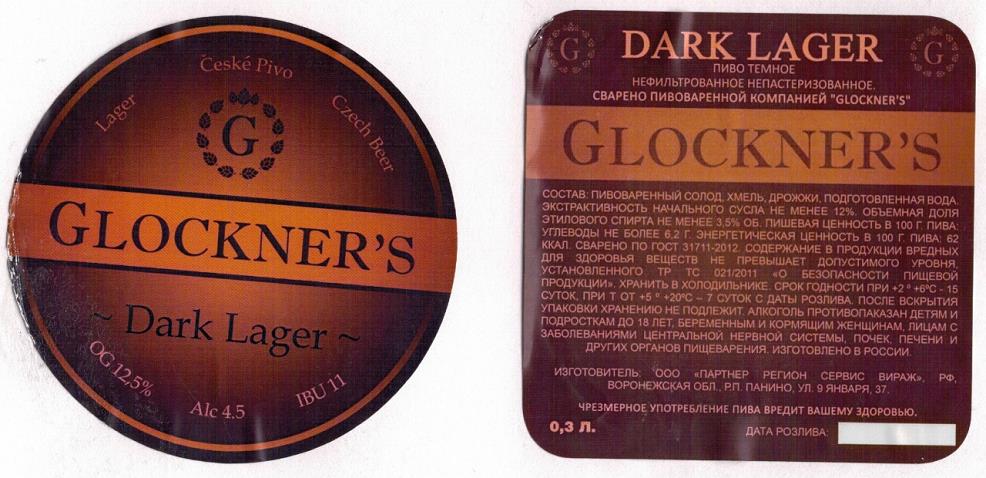 České Pivo
Lager
Czech Beer
G
GLOCKNER'S
~ Dark Lager ~
OG 12,5%
Alc 4.5
IBU 11
G
G
DARK LAGER
ПИВО ТЕМНОЕ
НЕФИЛЬТРОВАННОЕ НЕПАСТЕРИЗОВАННОЕ.
СВАРЕНО ПИВОВАРЕННОЙ КОМПАНИЕЙ "GLOCKNER'S"
GLOCKNER'S
СОСТАВ: ПИВОВАРЕННЫЙ СОЛОД, ХМЕЛЬ, ДРОЖЖИ, ПОДГОТОВЛЕННАЯ ВОДА.
ЭКСТРАКТИВНОСТЬ НАЧАЛЬНОГО СУСЛА НЕ МЕНЕЕ 12%. ОБЪЕМНАЯ ДОЛЯ
ЭТИЛОВОГО СПИРТА НЕ МЕНЕЕ 3,5% ОБ. ПИЩЕВАЯ ЦЕННОСТЬ В 100 Г. ПИВА:
УГЛЕВОДЫ НЕ БОЛЕЕ 6,2 Г. ЭНЕРГЕТИЧЕСКАЯ ЦЕННОСТЬ В 100 Г. ПИВА: 62
ККАЛ. СВАРЕНО ПО ГОСТ 31711-2012. СОДЕРЖАНИЕ В ПРОДУКЦИИ ВРЕДНЫХ
ДЛЯ ЗДОРОВЬЯ ВЕЩЕСТВ НЕ ПРЕВЫШАЕТ ДОПУСТИМОГО УРОВНЯ,
УСТАНОВЛЕННОГО ТР ТС 021/2011 «О БЕЗОПАСНОСТИ ПИЩЕВОЙ
ПРОДУКЦИИ». ХРАНИТЬ В ХОЛОДИЛЬНИКЕ. СРОК ГОДНОСТИ ПРИ +2 º +6ºС - 15
СУТОК, ПРИ Т ОТ +5 º +20ºС – 7 СУТОК С ДАТЫ РОЗЛИВА. ПОСЛЕ ВСКРЫТИЯ
УПАКОВКИ ХРАНЕНИЮ НЕ ПОДЛЕЖИТ. АЛКОГОЛЬ ПРОТИВОПАКАЗАН ДЕТЯМ И
ПОДРОСТКАМ ДО 18 ЛЕТ, БЕРЕМЕННЫМ И КОРМЯЩИМ ЖЕНЩИНАМ, ЛИЦАМ С
ЗАБОЛЕВАНИЯМИ ЦЕНТРАЛЬНОЙ НЕРВНОЙ СИСТЕМЫ, ПОЧЕК, ПЕЧЕНИ И
ДРУГИХ ОРГАНОВ ПИЩЕВАРЕНИЯ. ИЗГОТОВЛЕНО В РОССИИ.
ИЗГОТОВИТЕЛЬ: ООО «ПАРТНЕР РЕГИОН СЕРВИС ВИРАЖ», РФ,
ВОРОНЕЖСКАЯ ОБЛ., Р.П. ПАНИНО, УЛ. 9 ЯНВАРЯ, 37.
ЧРЕЗМЕРНОЕ УПОТРЕБЛЕНИЕ ПИВА ВРЕДИТ ВАШЕМУ ЗДОРОВЬЮ.
0,3 Л.
ДАТА РОЗЛИВА: